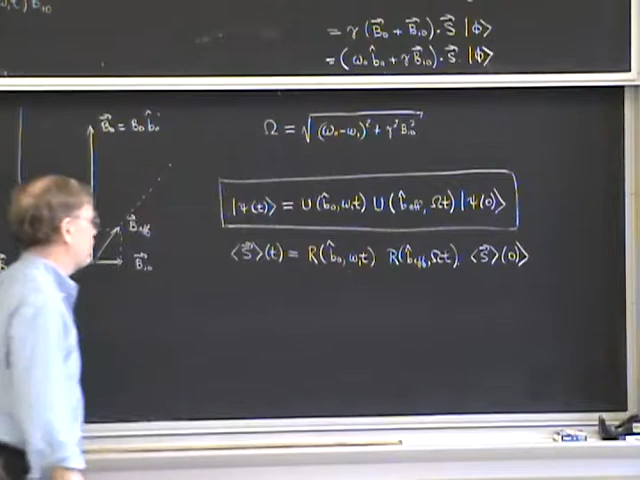 = γ (B⃗₀ + B⃗₁₀)·S⃗ |φ⟩
= (ω₀ b̂₀ + γ B⃗₁₀)·S⃗ |φ⟩
B⃗₀ = B₀ b̂₀
Ω = √((ω₀-ω₁)² + γ² B₁₀²)
|ψ(t)⟩ = U(b̂₀, ω₁t) U(b̂eff, Ωt) |ψ(0)⟩
B⃗eff
⟨S⃗⟩(t) = R(b̂₀, ω₁t) R(b̂eff, Ωt) ⟨S⃗⟩(0)⟩
B⃗₁₀